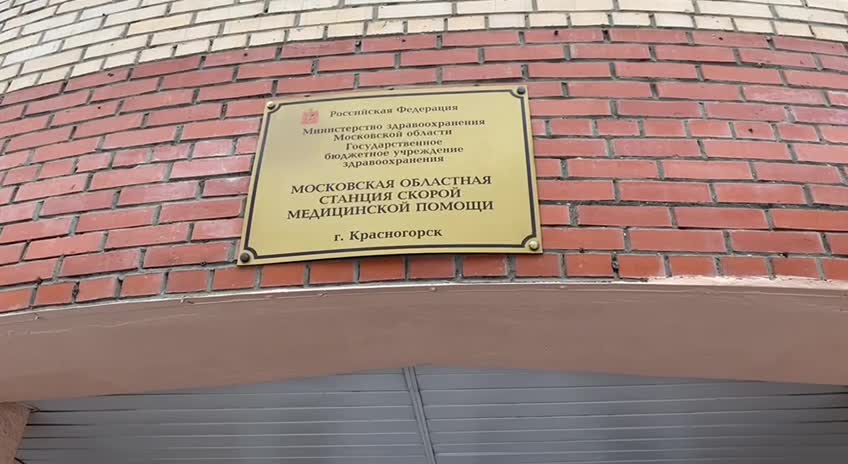 Российская Федерация
Министерство здравоохранения
Московской области
Государственное
бюджетное учреждение
здравоохранения
МОСКОВСКАЯ ОБЛАСТНАЯ
СТАНЦИЯ СКОРОЙ
МЕДИЦИНСКОЙ ПОМОЩИ
г. Красногорск